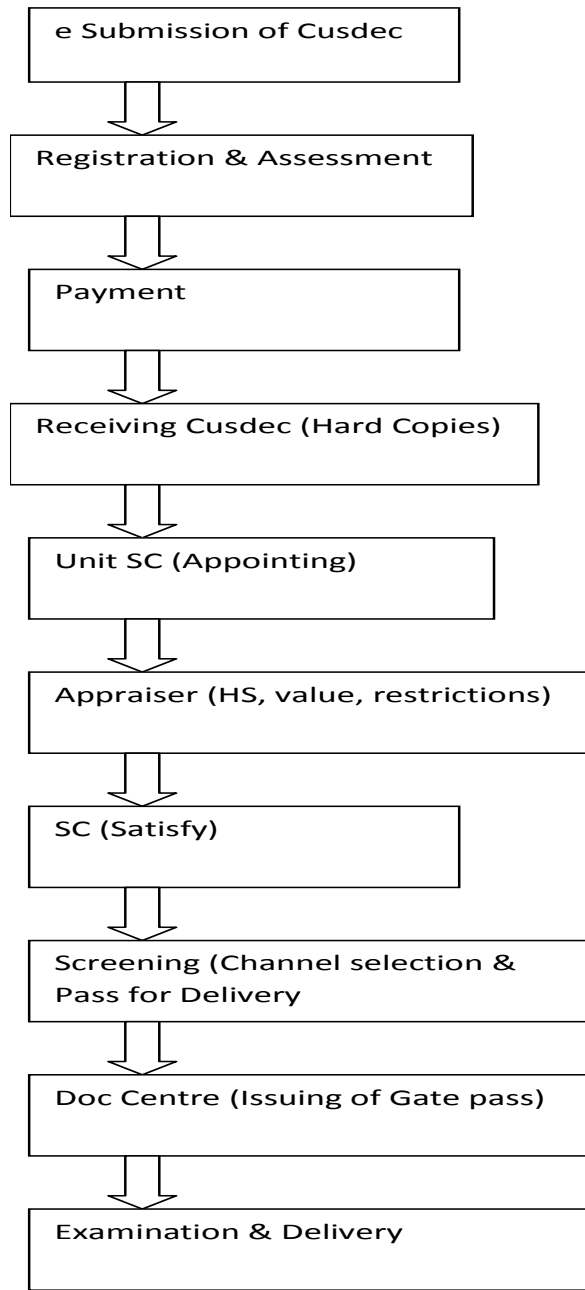 e Submission of Cusdec
Registration & Assessment
Payment
Receiving Cusdec (Hard Copies)
Unit SC (Appointing)
Appraiser (HS, value, restrictions)
SC (Satisfy)
Screening (Channel selection &
Pass for Delivery
Doc Centre (Issuing of Gate pass)
Examination & Delivery